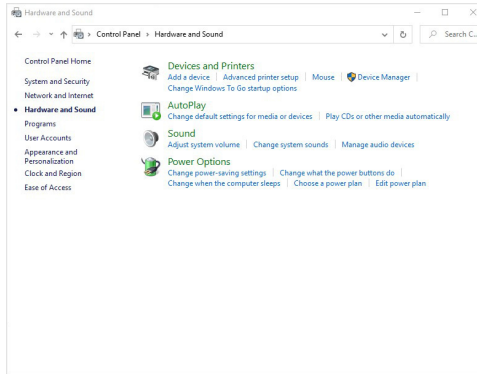 Hardware and Sound
Control Panel › Hardware and Sound
Search C...
Control Panel Home
System and Security
Network and Internet
Hardware and Sound
Programs
User Accounts
Appearance and
Personalization
Clock and Region
Ease of Access
Devices and Printers
Add a device | Advanced printer setup | Mouse | Device Manager |
Change Windows To Go startup options
AutoPlay
Change default settings for media or devices | Play CDs or other media automatically
Sound
Adjust system volume | Change system sounds | Manage audio devices
Power Options
Change power-saving settings | Change what the power buttons do |
Change when the computer sleeps | Choose a power plan | Edit power plan